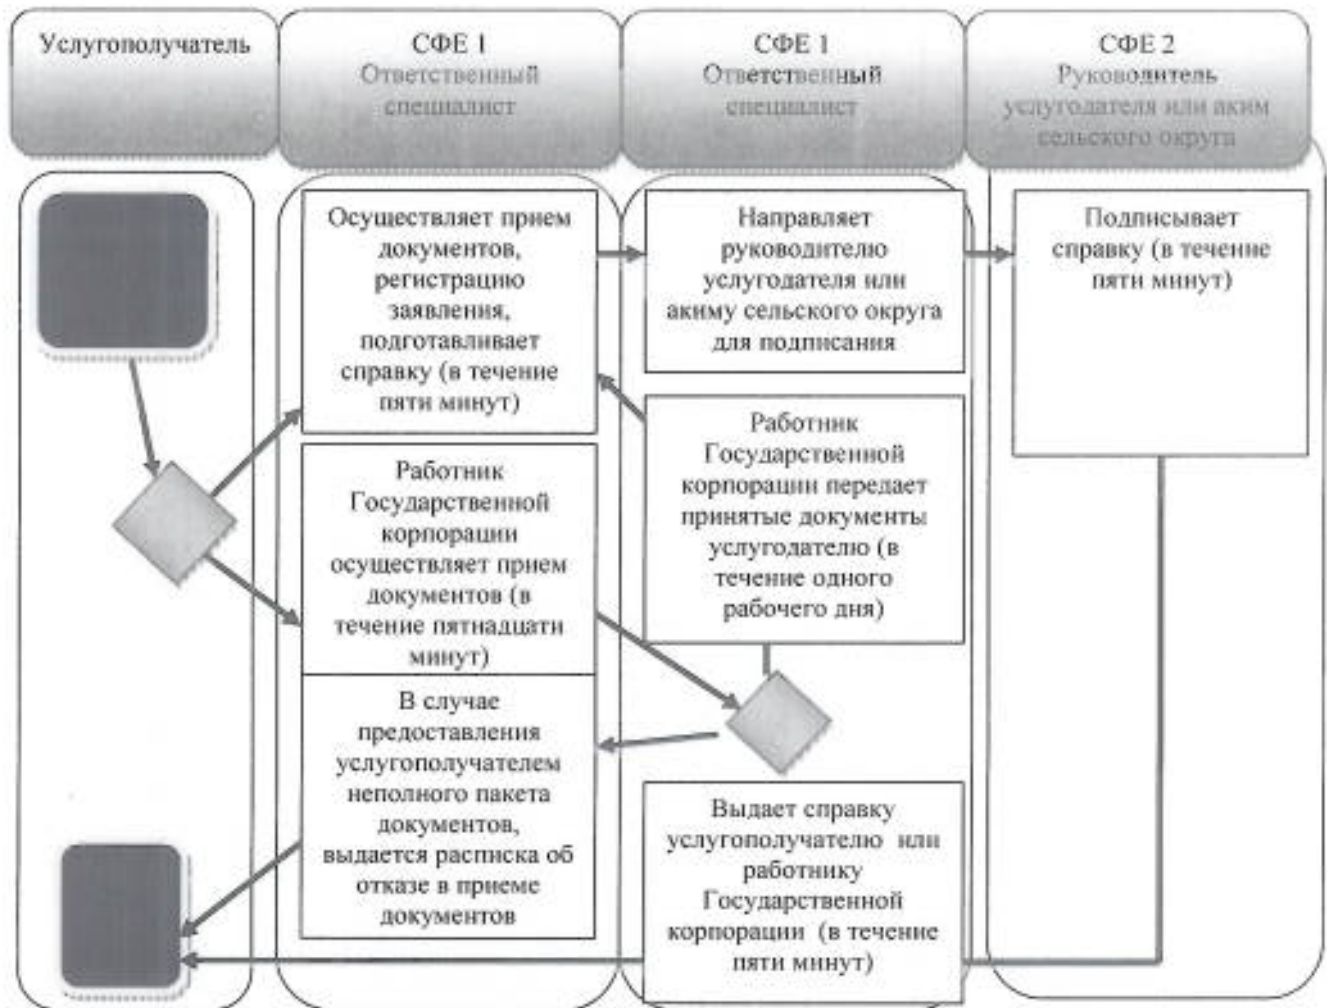 Услугополучатель
СФЕ 1
Ответственный
специалист
СФЕ 1
Ответственный
специалист
СФЕ 2
Руководитель
услугодателя или аким
сельского округа
Осуществляет прием
документов,
регистрацию
заявления,
подготавливает
справку (в течение
пяти минут)
Направляет
руководителю
услугодателя или
акиму сельского округа
для подписания
Подписывает
справку (в течение
пяти минут)
Работник
Государственной
корпорации
осуществляет прием
документов (в
течение пятнадцати
минут)
Работник
Государственной
корпорации передает
принятые документы
услугодателю (в
течение одного
рабочего дня)
В случае
предоставления
услугополучателем
неполного пакета
документов,
выдается расписка об
отказе в приеме
документов
Выдает справку
услугополучателю или
работнику
Государственной
корпорации (в течение
пяти минут)